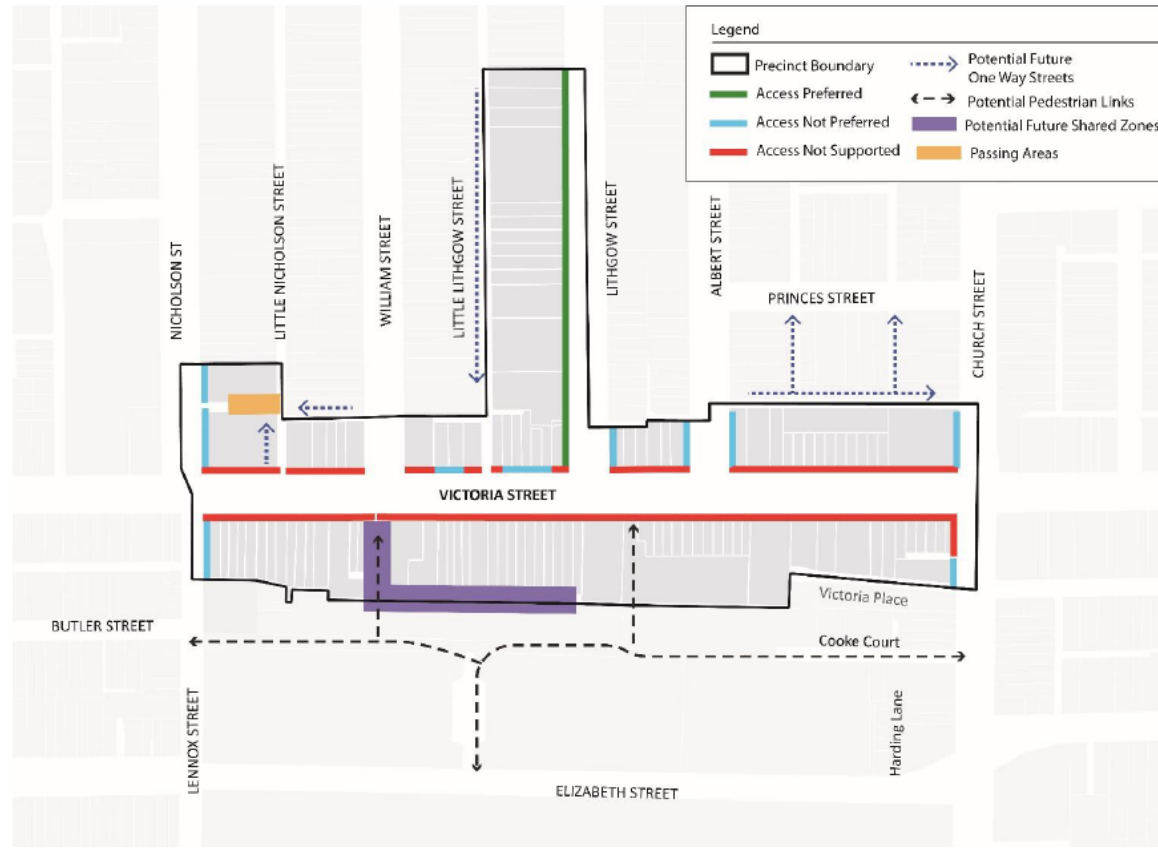 Legend
Precinct Boundary
Access Preferred
Access Not Preferred
Access Not Supported
Potential Future
One Way Streets
Potential Pedestrian Links
Potential Future Shared Zones
Passing Areas
NICHOLSON ST
LITTLE NICHOLSON STREET
WILLIAM STREET
LITTLE LITHGOW STREET
LITHGOW STREET
ALBERT STREET
PRINCES STREET
CHURCH STREET
VICTORIA STREET
Victoria Place
BUTLER STREET
Cooke Court
LENNOX STREET
Harding Lane
ELIZABETH STREET